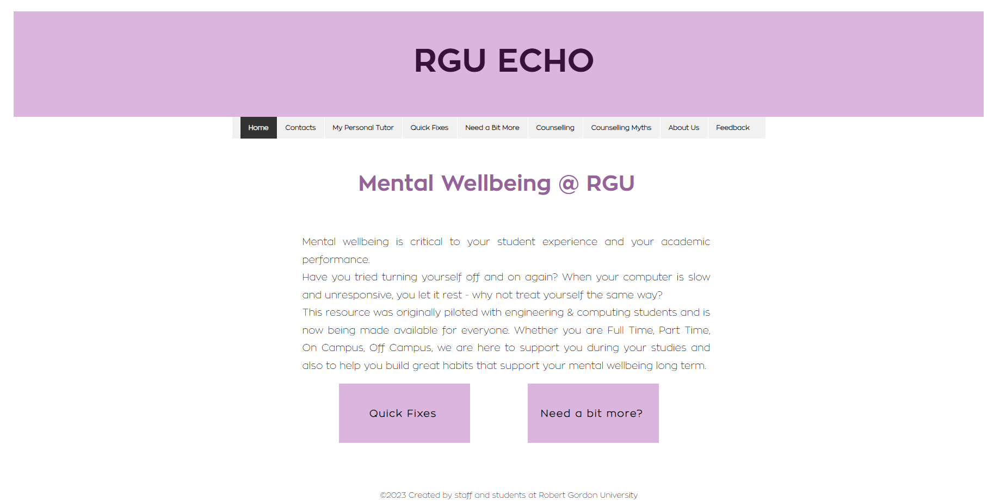 RGU ECHO
Home Contacts My Personal Tutor Quick Fixes Need a Bit More Counselling Counselling Myths About Us Feedback
Mental Wellbeing @ RGU
Mental wellbeing is critical to your student experience and your academic
performance.
Have you tried turning yourself off and on again? When your computer is slow
and unresponsive, you let it rest - why not treat yourself the same way?
This resource was originally piloted with engineering & computing students and is
now being made available for everyone. Whether you are Full Time, Part Time,
On Campus, Off Campus, we are here to support you during your studies and
also to help you build great habits that support your mental wellbeing long term.
Quick Fixes
Need a bit more?
©2023 Created by staff and students at Robert Gordon University